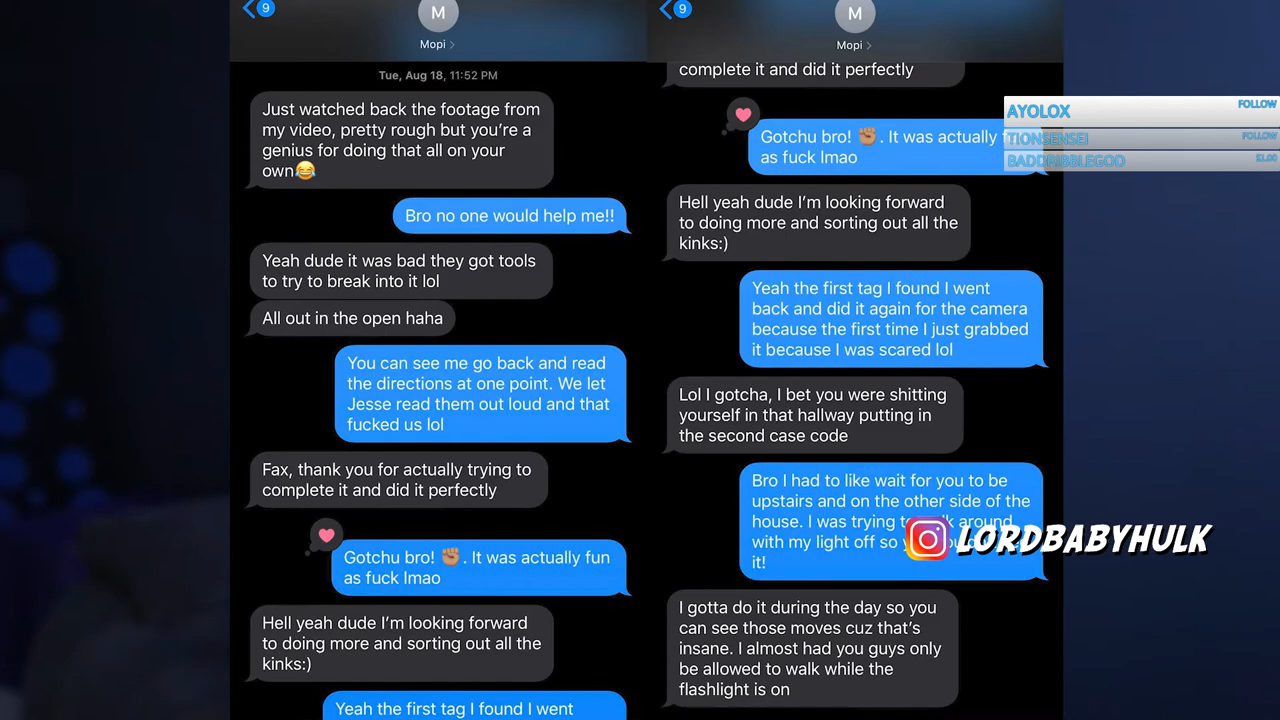 9
M
Mopi >
Tue, Aug 18, 11:52 PM
Just watched back the footage from
my video, pretty rough but you're a
genius for doing that all on your
own😂
Bro no one would help me!!
Yeah dude it was bad they got tools
to try to break into it lol
All out in the open haha
You can see me go back and read
the directions at one point. We let
Jesse read them out loud and that
fucked us lol
Fax, thank you for actually trying to
complete it and did it perfectly
Gotchu bro! ✊🏽. It was actually fun
as fuck lmao
Hell yeah dude I'm looking forward
to doing more and sorting out all the
kinks:)
Yeah the first tag I found I went
9
M
Mopi >
complete it and did it perfectly
Gotchu bro! ✊🏽. It was actually
as fuck lmao
Hell yeah dude I'm looking forward
to doing more and sorting out all the
kinks:)
Yeah the first tag I found I went
back and did it again for the camera
because the first time I just grabbed
it because I was scared lol
Lol I gotcha, I bet you were shitting
yourself in that hallway putting in
the second case code
Bro I had to like wait for you to be
upstairs and on the other side of the
house. I was trying around
with my light off so
it!
I gotta do it during the day so you
can see those moves cuz that's
insane. I almost had you guys only
be allowed to walk while the
flashlight is on
AYOLOX FOLLOW
TIONSENSEI FOLLOW
BADDRIBBLEGOD $1.00
LORDBABYHULK